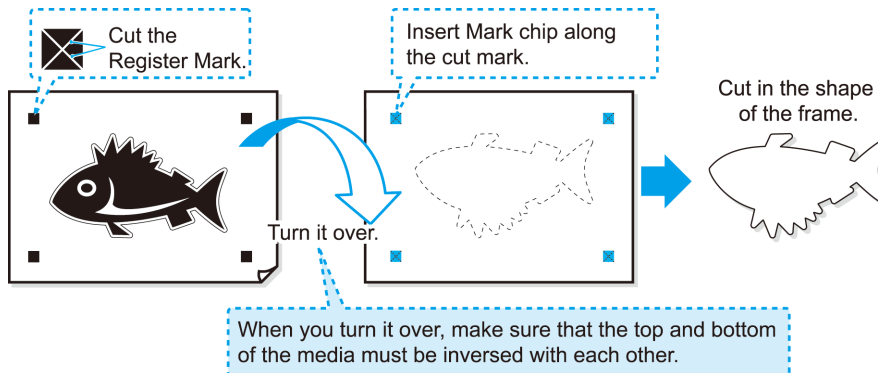 Cut the
Register Mark.
Insert Mark chip along
the cut mark.
Cut in the shape
of the frame.
Turn it over.
When you turn it over, make sure that the top and bottom
of the media must be inversed with each other.